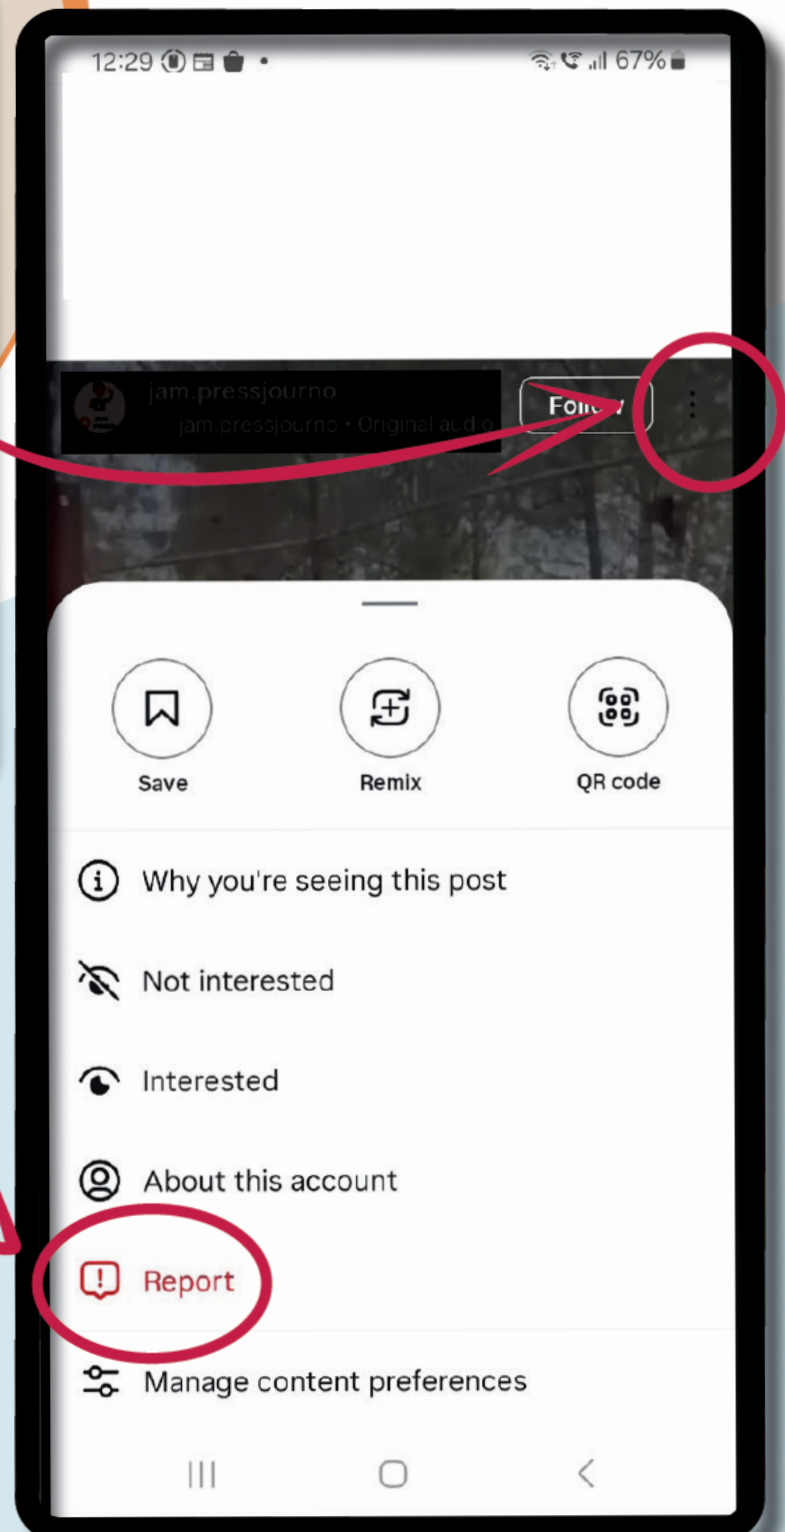 12:29
67%
jam.pressjourno
jam.pressjourno • Original audio
Follow
Save
Remix
QR code
Why you're seeing this post
Not interested
Interested
About this account
Report
Manage content preferences